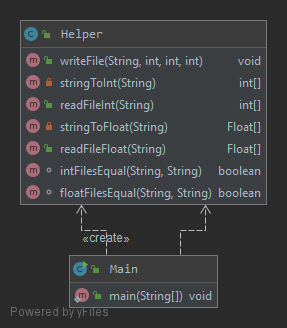 Helper
writeFile(String, int, int, int) void
stringToInt(String) int[]
readFileInt(String) int[]
stringToFloat(String) Float[]
readFileFloat(String) Float[]
intFilesEqual(String, String) boolean
floatFilesEqual(String, String) boolean
«create»
Main
main(String[]) void
Powered by yFiles